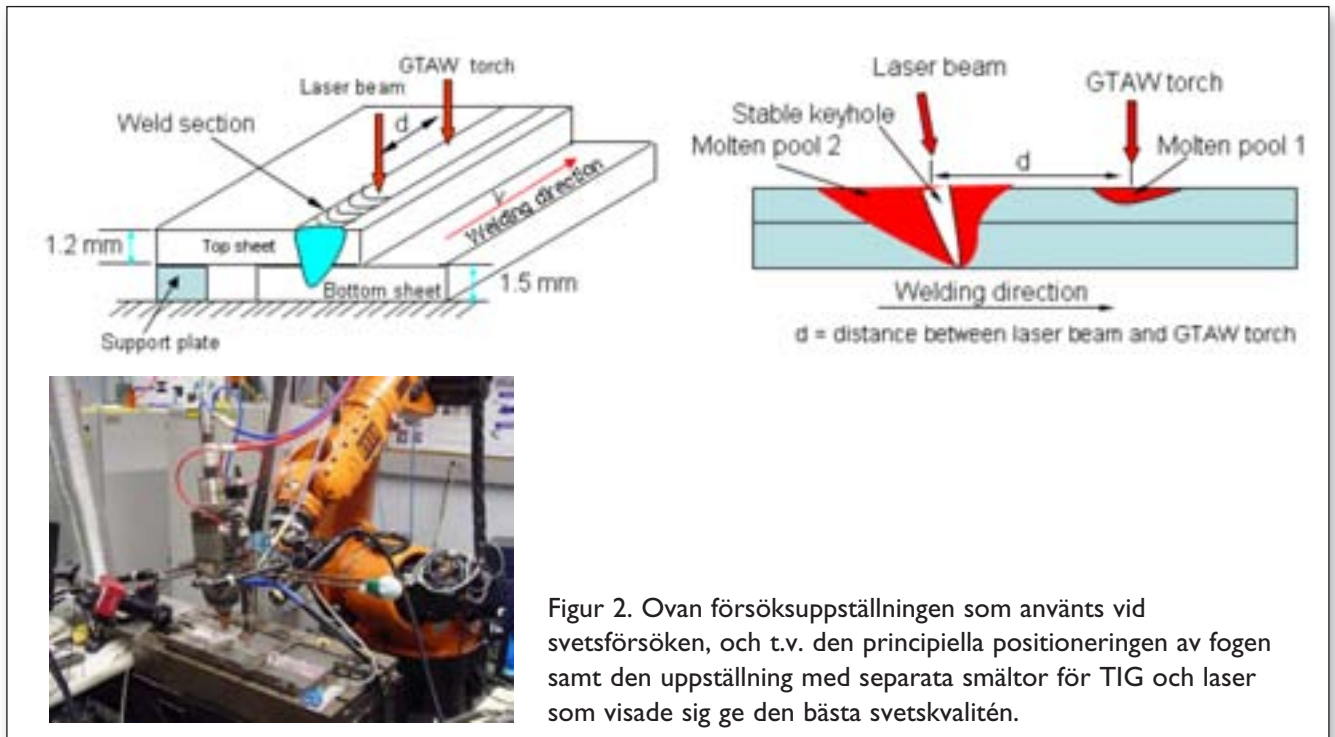 GTAW torch
Laser beam
d
Weld section
Welding direction
1.2 mm
Top sheet
Bottom sheet
1.5 mm
Support plate
Laser beam
GTAW torch
Stable keyhole
Molten pool 2
d
Molten pool 1
Welding direction
d = distance between laser beam and GTAW torch
Figur 2. Ovan försöksuppställningen som använts vid
svetsförsöken, och t.v. den principiella positioneringen av fogen
samt den uppställning med separata smältor för TIG och laser
som visade sig ge den bästa svetskvalitén.